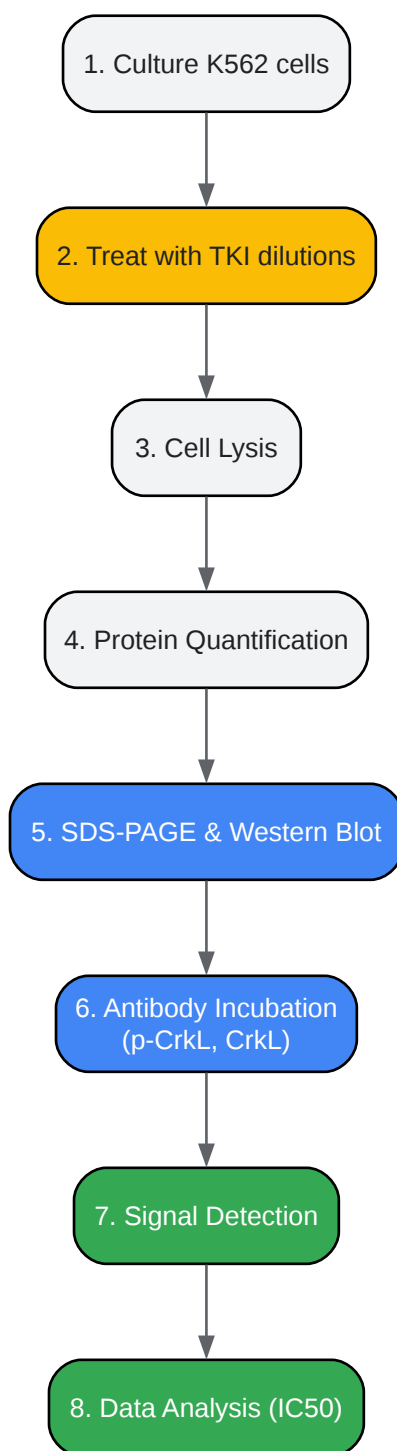 1. Culture K562 cells
2. Treat with TKI dilutions
3. Cell Lysis
4. Protein Quantification
5. SDS-PAGE & Western Blot
6. Antibody Incubation
(p-CrkL, CrkL)
7. Signal Detection
8. Data Analysis (IC50)